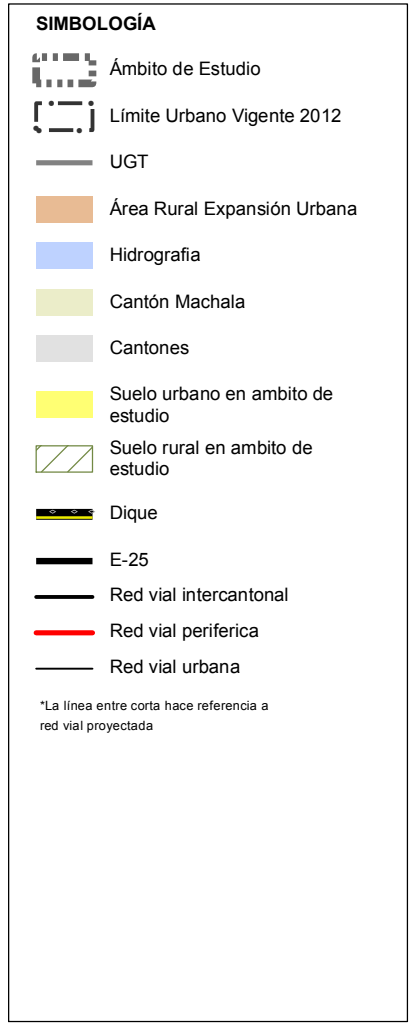 SIMBOLOGÍA
Ámbito de Estudio
Límite Urbano Vigente 2012
UGT
Área Rural Expansión Urbana
Hidrografia
Cantón Machala
Cantones
Suelo urbano en ambito de
estudio
Suelo rural en ambito de
estudio
Dique
E-25
Red vial intercantonal
Red vial periferica
Red vial urbana
*La línea entre corta hace referencia a
red vial proyectada